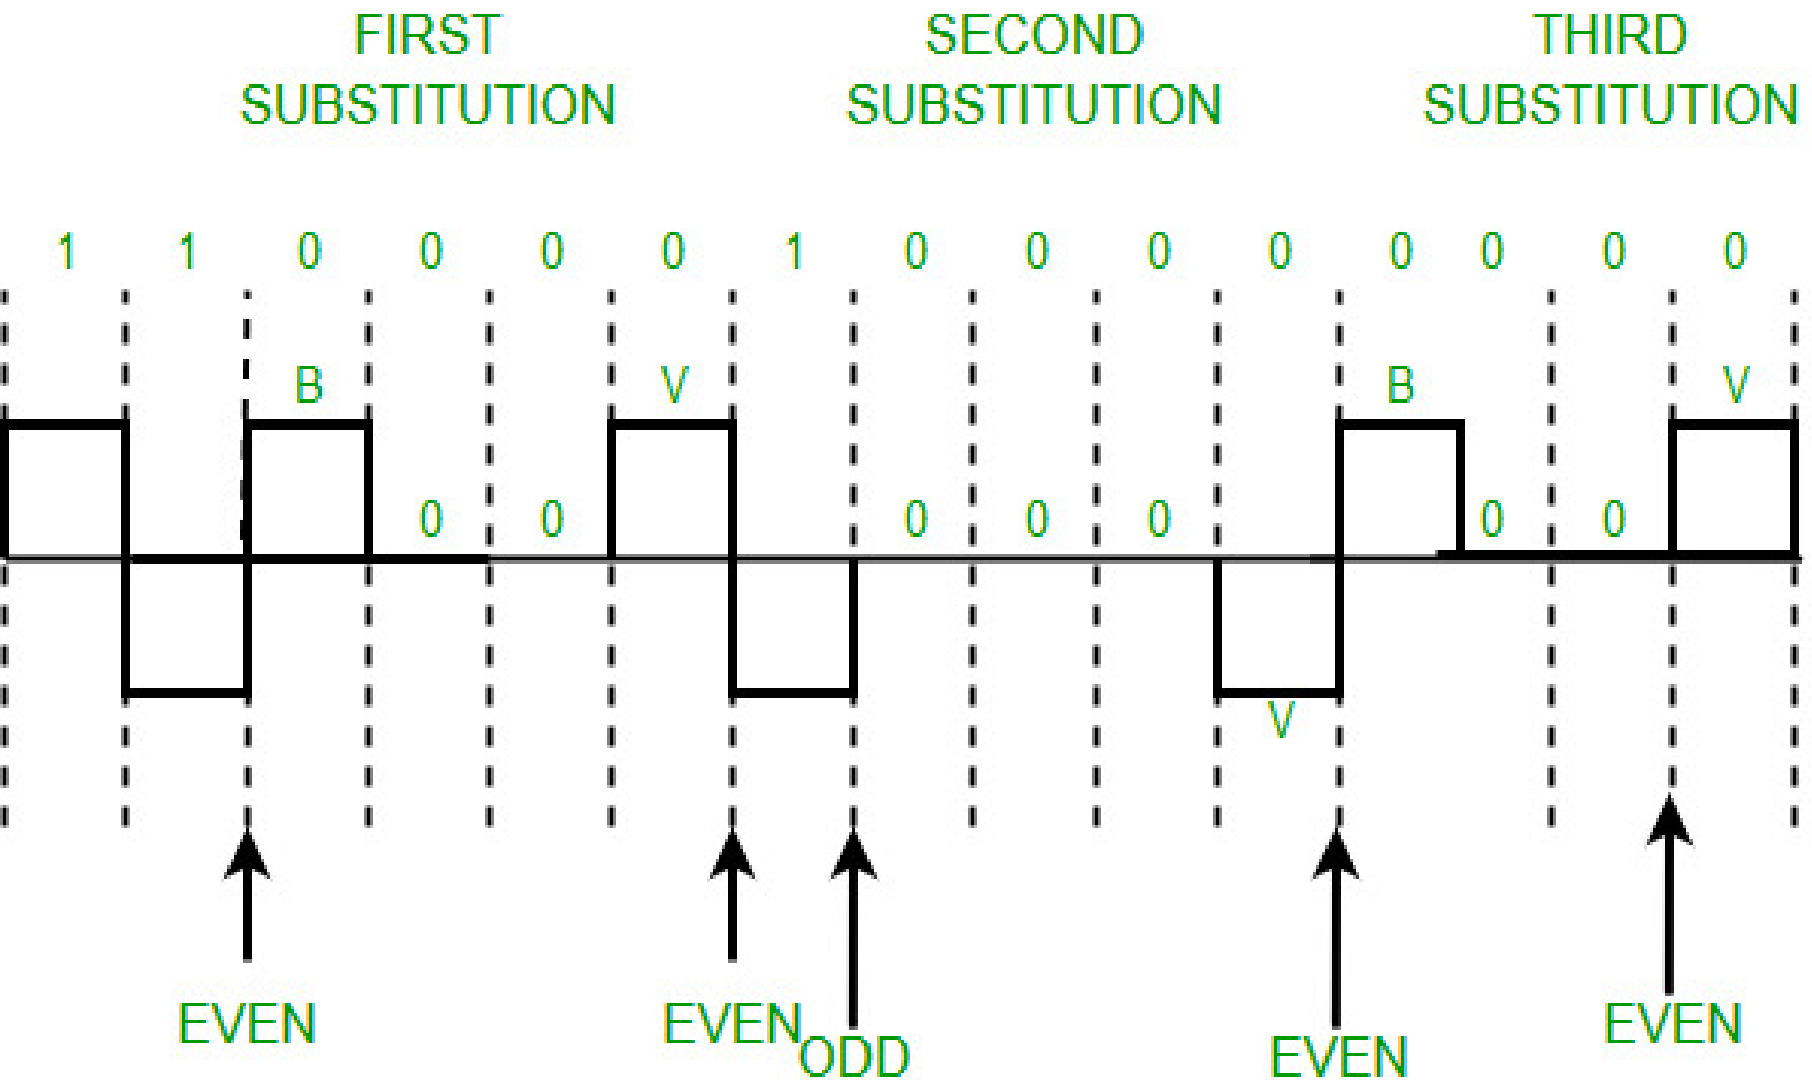 FIRST SUBSTITUTION
SECOND SUBSTITUTION
THIRD SUBSTITUTION
1 1 0 0 0 0 1 0 0 0 0 0 0 0 0
B V B V
0 0 0 0 0 0 0
V
EVEN EVEN ODD EVEN EVEN